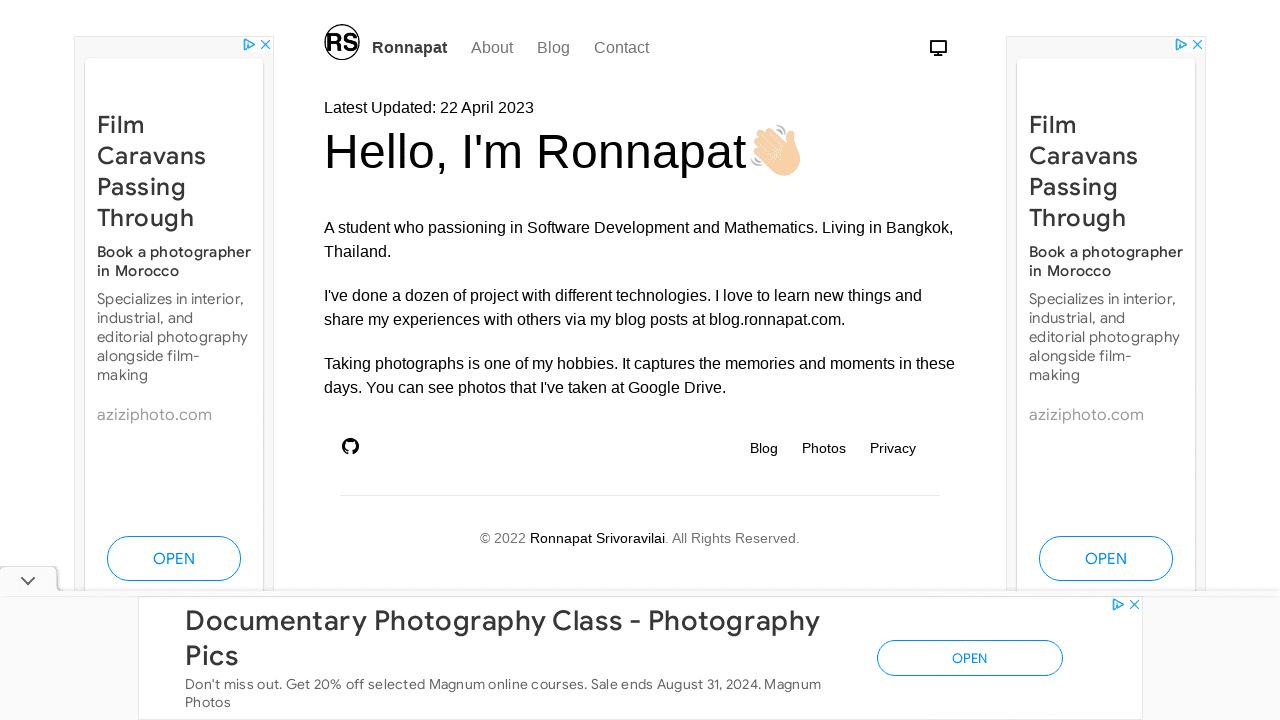 RS
Ronnapat
About
Blog
Contact
Latest Updated: 22 April 2023
Hello, I'm Ronnapat
A student who passioning in Software Development and Mathematics. Living in Bangkok,
Thailand.
I've done a dozen of project with different technologies. I love to learn new things and
share my experiences with others via my blog posts at blog.ronnapat.com.
Taking photographs is one of my hobbies. It captures the memories and moments in these
days. You can see photos that I've taken at Google Drive.
Blog
Photos
Privacy
© 2022 Ronnapat Srivoravilai. All Rights Reserved.
Film
Caravans
Passing
Through
Book a photographer
in Morocco
Specializes in interior,
industrial, and
editorial photography
alongside film-
making
aziziphoto.com
OPEN
Film
Caravans
Passing
Through
Book a photographer
in Morocco
Specializes in interior,
industrial, and
editorial photography
alongside film-
making
aziziphoto.com
OPEN
Documentary Photography Class - Photography
Pics
Don't miss out. Get 20% off selected Magnum online courses. Sale ends August 31, 2024. Magnum
Photos
OPEN